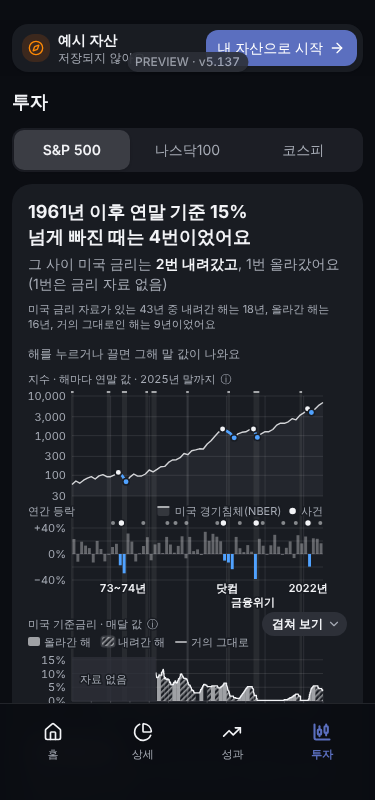 예시 자산
저장되지 않아
내 자산으로 시작
PREVIEW · v5.137
투자
S&P 500
나스닥100
코스피
1961년 이후 연말 기준 15%
넘게 빠진 때는 4번이었어요
그 사이 미국 금리는 2번 내려갔고, 1번 올라갔어요
(1번은 금리 자료 없음)
미국 금리 자료가 있는 43년 중 내려간 해는 18년, 올라간 해는
16년, 거의 그대로인 해는 9년이었어요
해를 누르거나 끌면 그해 말 값이 나와요
지수 · 해마다 연말 값 · 2025년 말까지 ⓘ
10,000
3,000
1,000
300
100
30
연간 등락
미국 경기침체(NBER)
사건
+40%
0%
−40%
73~74년
닷컴
2022년
금융위기
미국 기준금리 · 매달 값 ⓘ
겹쳐 보기
올라간 해
내려간 해
거의 그대로
15%
10%
5%
0%
자료 없음
홈
상세
성과
투자